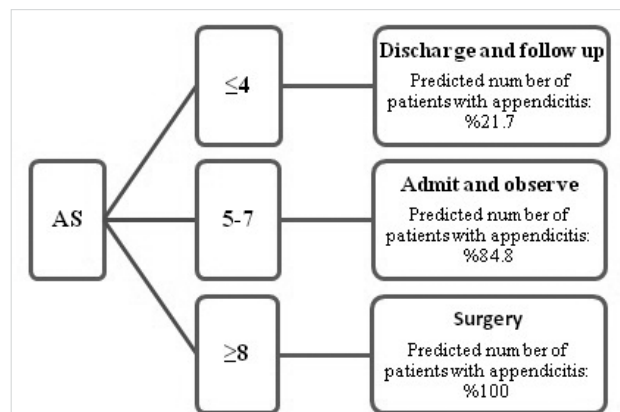 AS
≤4
Discharge and follow up
Predicted number of
patients with appendicitis:
%21.7
5-7
Admit and observe
Predicted number of
patients with appendicitis:
%84.8
≥8
Surgery
Predicted number of
patients with appendicitis:
%100